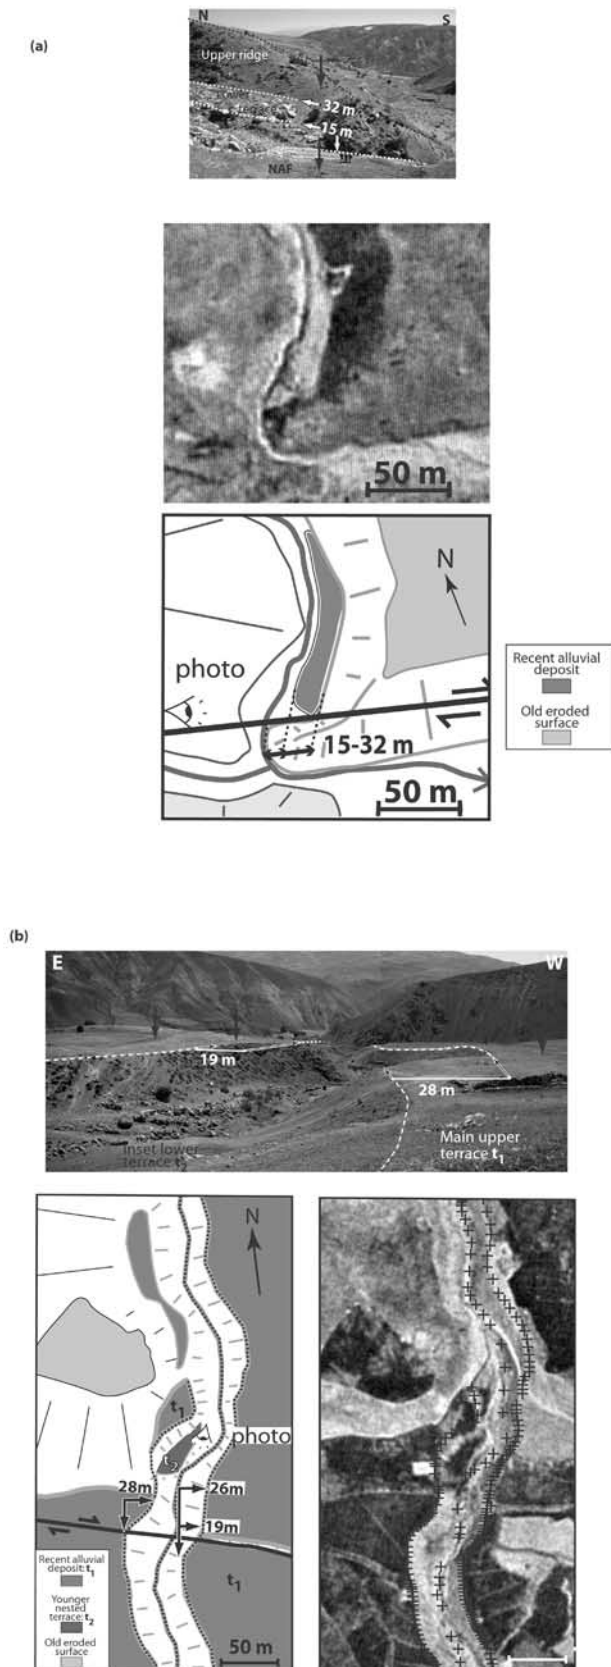 (a)
N
S
Upper ridge
32 m
15 m
NAF
50 m
N
photo
15-32 m
50 m
Recent alluvial
deposit
Old eroded
surface
(b)
E
W
19 m
28 m
Inset lower
terrace t
Main upper
terrace t1
N
t1
photo
t2
28m
26m
19m
t1
Recent alluvial
deposit: t1
Younger
nested
terrace: t2
Old eroded
surface
50 m